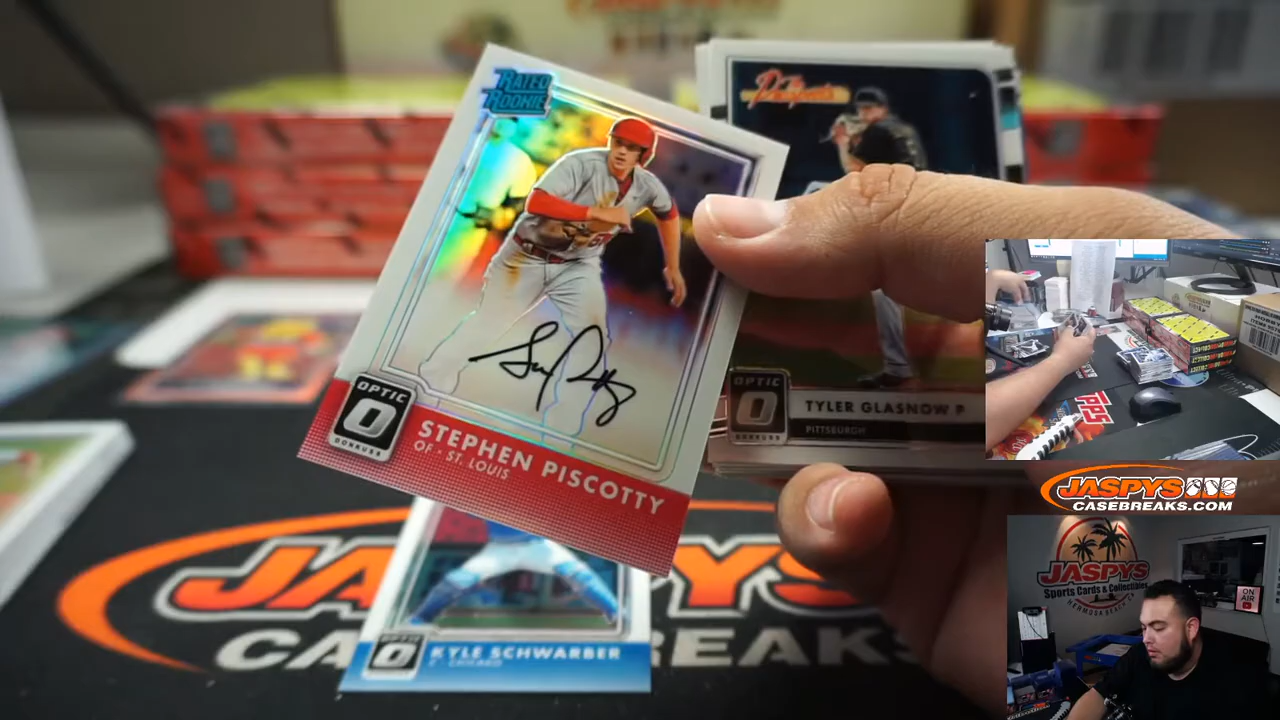 RATED
ROOKIE
The
Prospects
OPTIC
DONRUSS
STEPHEN PISCOTTY
OF · ST. LOUIS
OPTIC
DONRUSS
TYLER GLASNOW P
PITTSBURGH
OPTIC
KYLE SCHWARBER
CHICAGO
JASPYS
CASEBREAKS
JASPYS
CASEBREAKS.COM
JASPYS
Sports Cards & Collectibles
HERMOSA BEACH
ON
AIR